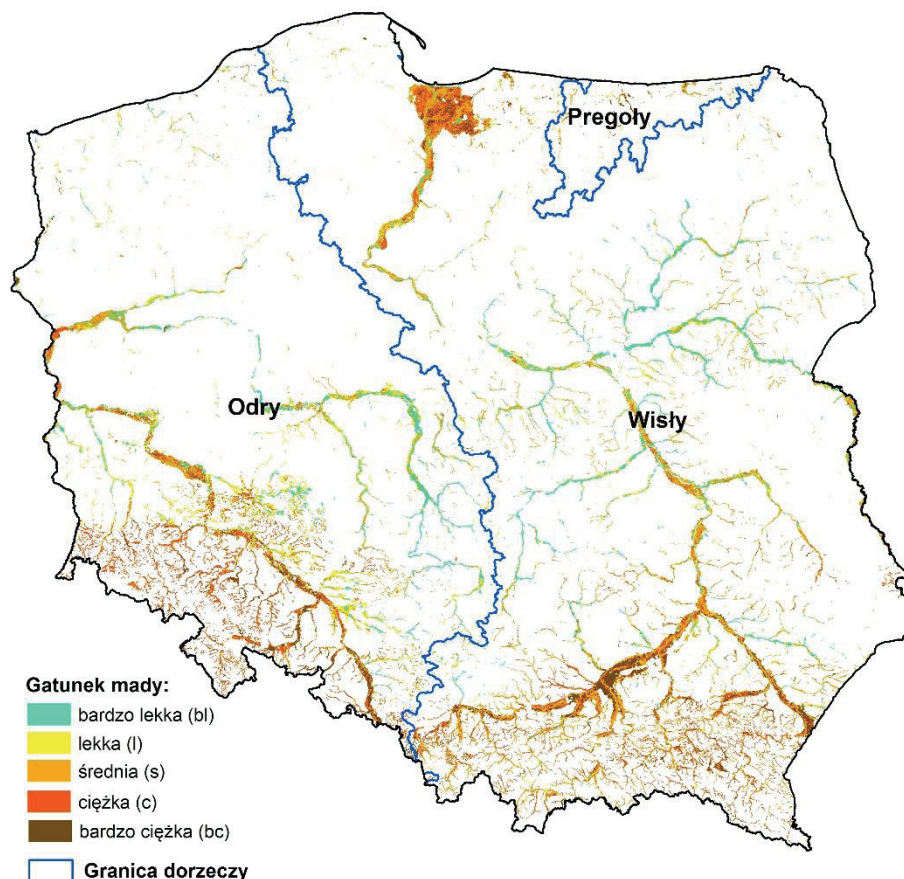 Pregoły
Odry
Wisły
Gatunek mady:
bardzo lekka (bl)
lekka (l)
średnia (s)
ciężka (c)
bardzo ciężka (bc)
Granica dorzeczy